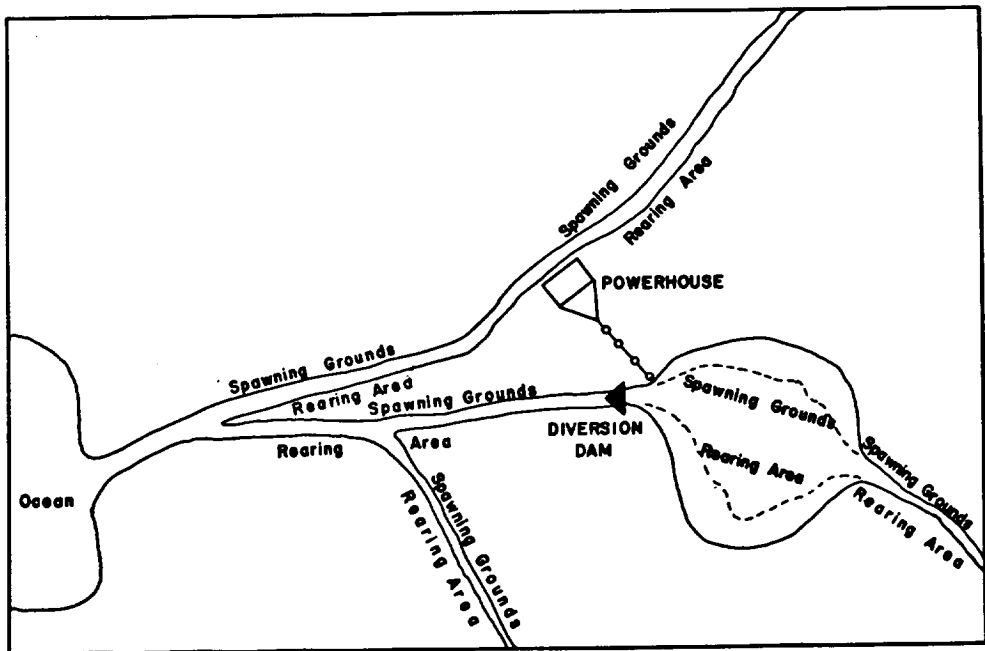 Spawning Grounds
Rearing Area
POWERHOUSE
Spawning Grounds
Rearing Area
Spawning Grounds
Rearing Area
DIVERSION
DAM
Spawning Grounds
Rearing Area
Spawning Grounds
Rearing Area
Spawning Grounds
Rearing Area
Ocean